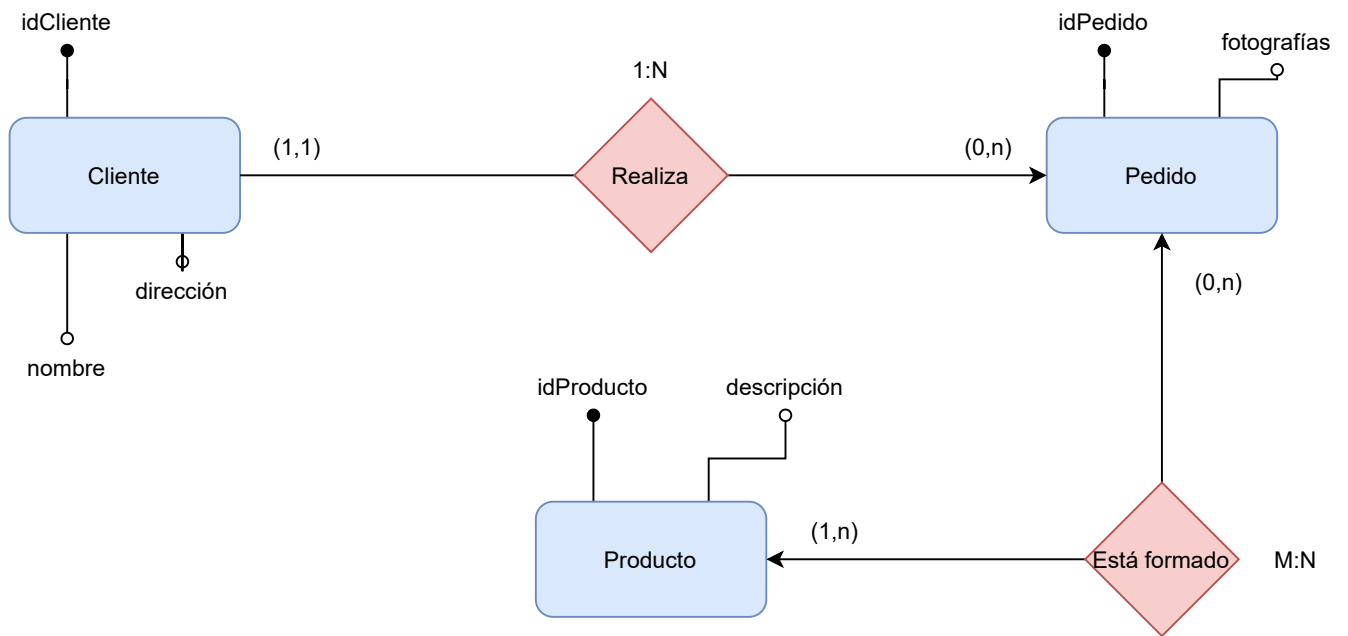 idCliente
idPedido
fotografías
1:N
(1,1)
(0,n)
Cliente
Realiza
Pedido
dirección
(0,n)
nombre
idProducto
descripción
(1,n)
Producto
Está formado
M:N